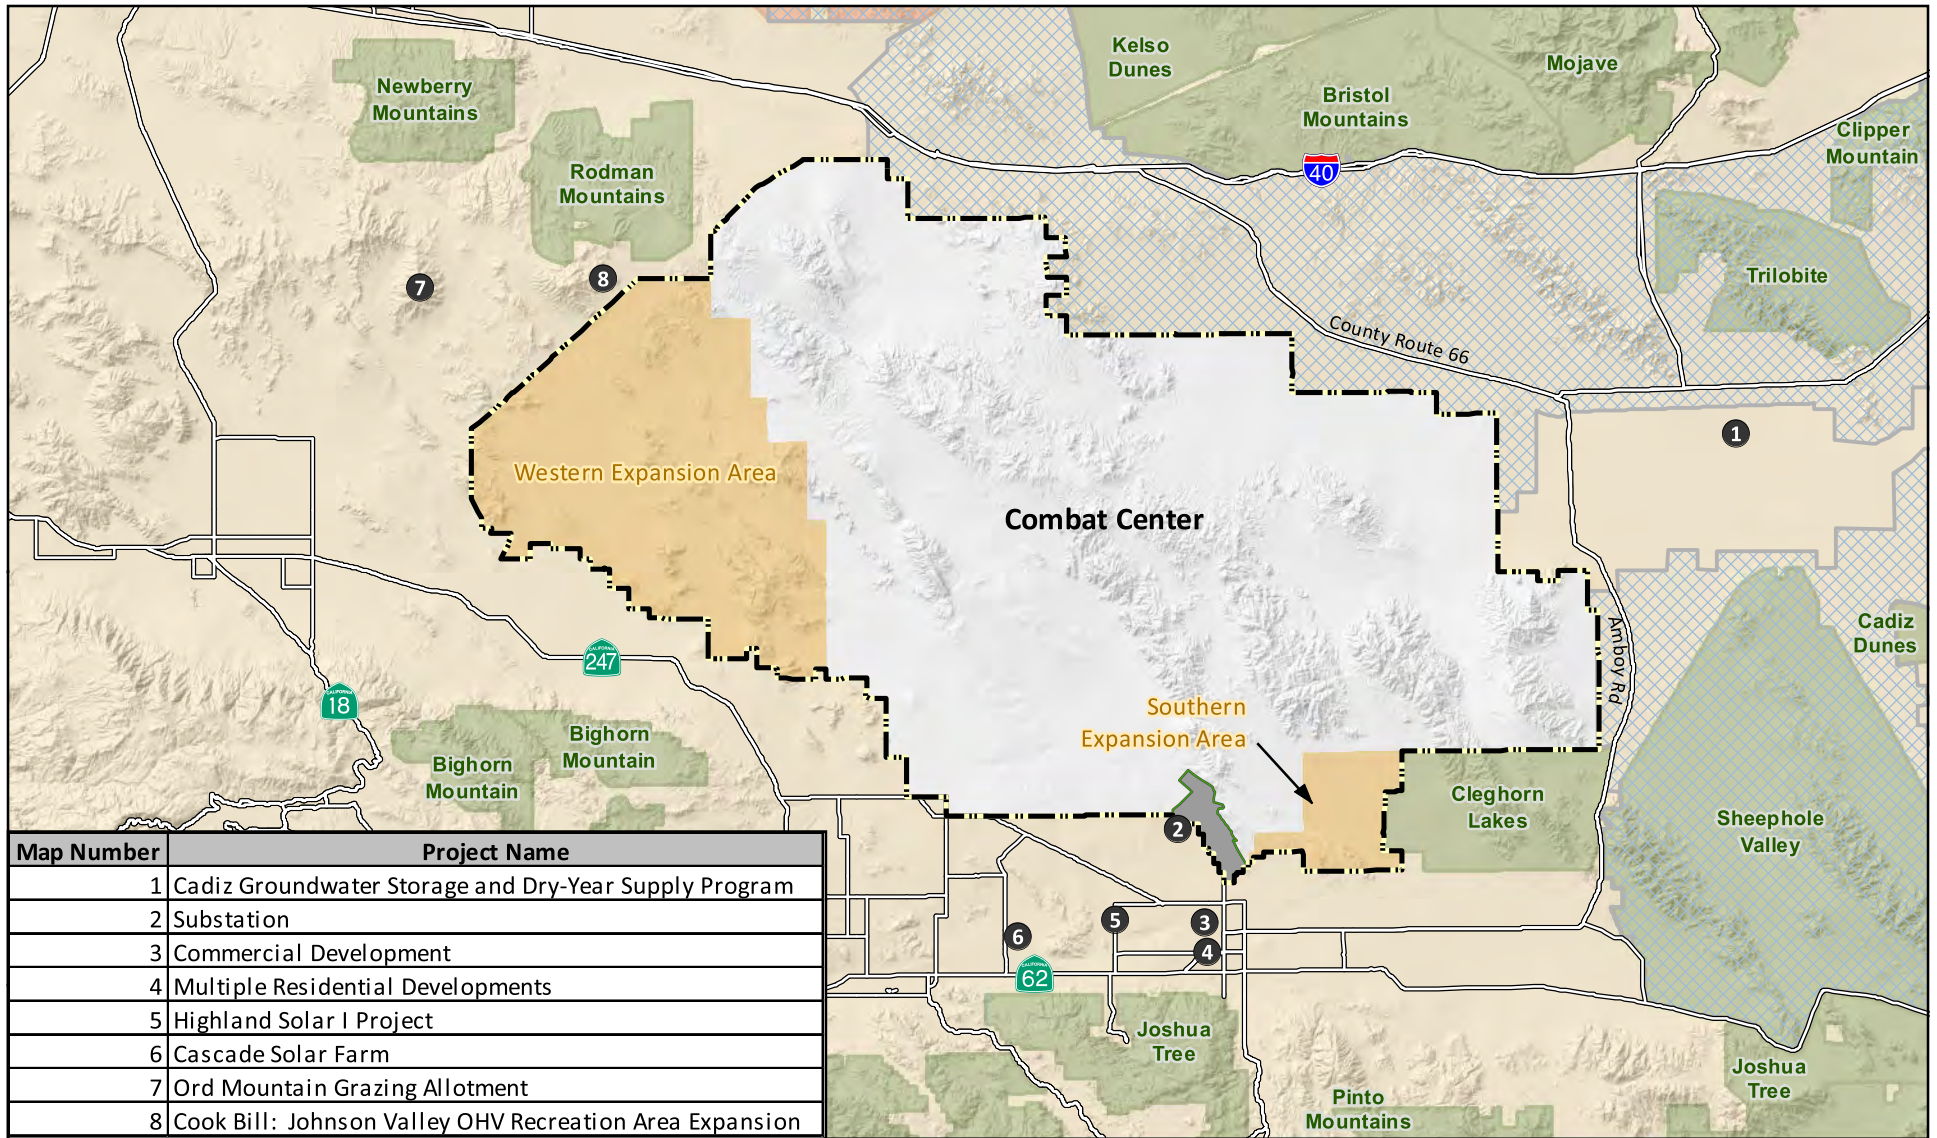 Kelso
Dunes
Mojave
Newberry
Mountains
Bristol
Mountains
Clipper
Mountain
Rodman
Mountains
40
Trilobite
7
8
County Route 66
1
Western Expansion Area
Combat Center
Amboy Rd
Cadiz
Dunes
CALIFORNIA
247
CALIFORNIA
18
Southern
Expansion Area
Bighorn
Mountain
Bighorn
Mountain
Cleghorn
Lakes
Sheephole
Valley
2
5
3
6
4
CALIFORNIA
62
Joshua
Tree
Joshua
Tree
Pinto
Mountains
Map Number Project Name
1 Cadiz Groundwater Storage and Dry-Year Supply Program
2 Substation
3 Commercial Development
4 Multiple Residential Developments
5 Highland Solar I Project
6 Cascade Solar Farm
7 Ord Mountain Grazing Allotment
8 Cook Bill: Johnson Valley OHV Recreation Area Expansion